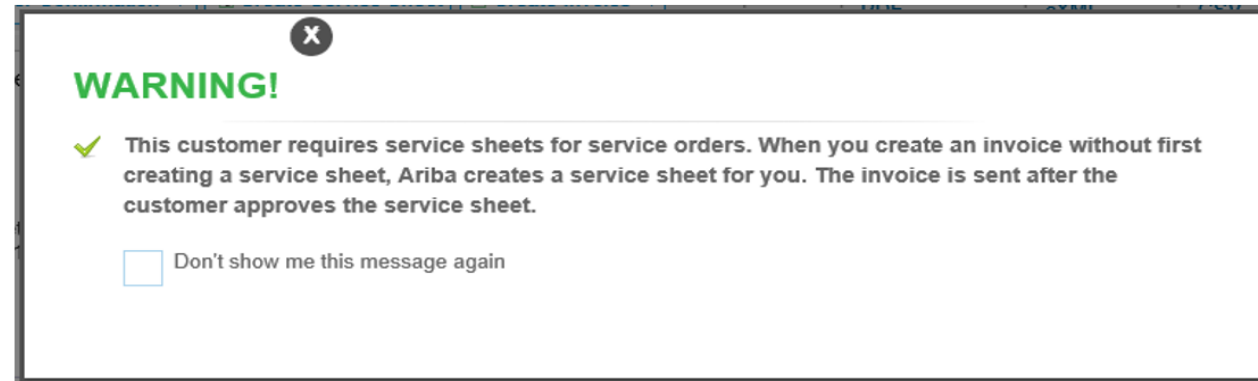 X
WARNING!
This customer requires service sheets for service orders. When you create an invoice without first
creating a service sheet, Ariba creates a service sheet for you. The invoice is sent after the
customer approves the service sheet.
Don't show me this message again